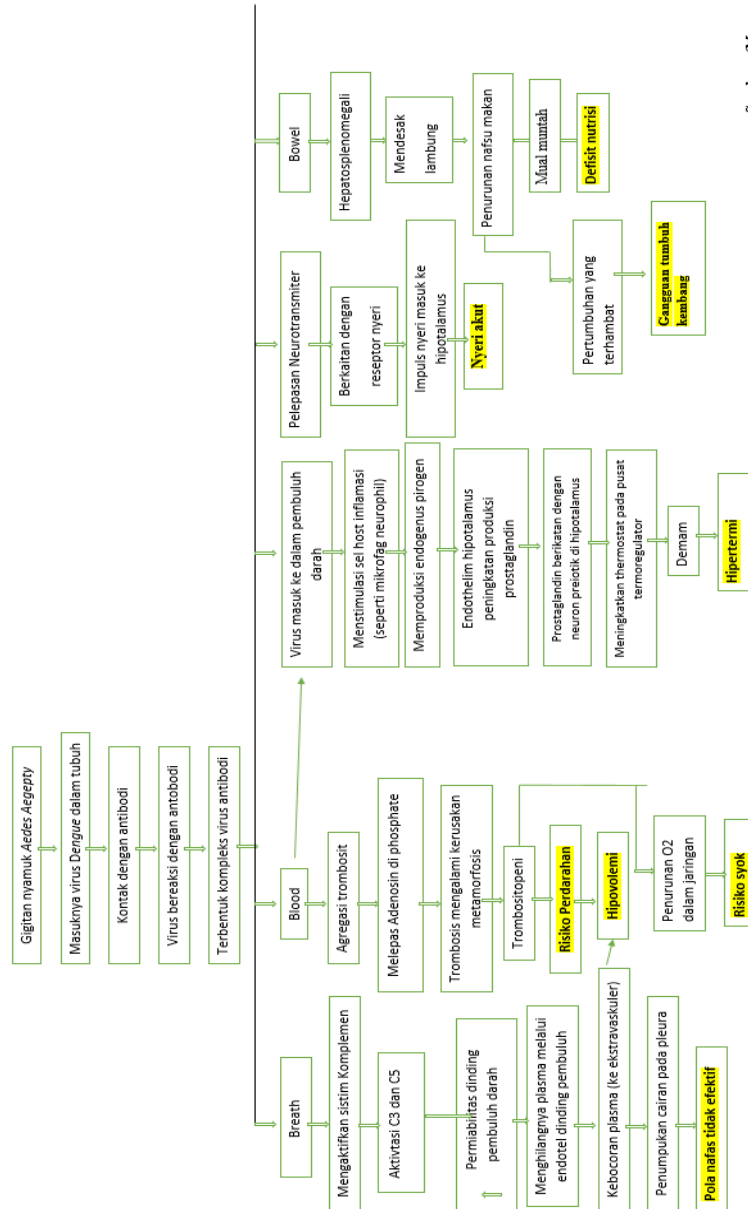 Gigitan nyamuk Aedes Aegepty
Masuknya virus Dengue dalam tubuh
Kontak dengan antibodi
Virus bereaksi dengan antobodi
Terbentuk kompleks virus antibodi
Breath
Mengaktifkan sistim Komplemen
Aktivtasi C3 dan C5
Permiabilitas dinding
pembuluh darah
Menghilangnya plasma melalui
endotel dinding pembuluh
Kebocoran plasma (ke ekstravaskuler)
Penumpukan cairan pada pleura
Pola nafas tidak efektif
Blood
Agregasi trombosit
Melepas Adenosin di phosphate
Trombosis mengalami kerusakan
metamorfosis
Trombositopeni
Risiko Perdarahan
Hipovolemi
Penurunan O2
dalam jaringan
Risiko syok
Virus masuk ke dalam pembuluh
darah
Menstimulasi sel host inflamasi
(seperti mikrofag neurophil)
Memproduksi endogenus pirogen
Endothelim hipotalamus
peningkatan produksi
prostaglandin
Prostaglandin berikatan dengan
neuron preiotik di hipotalamus
Meningkatkan thermostat pada pusat
termoregulator
Demam
Hipertermi
Pelepasan Neurotransmiter
Berkaitan dengan
reseptor nyeri
Impuls nyeri masuk ke
hipotalamus
Nyeri akut
Bowel
Hepatosplenomegali
Mendesak
lambung
Penurunan nafsu makan
Mual muntah
Defisit nutrisi
Pertumbuhan yang
terhambat
Gangguan tumbuh
kembang